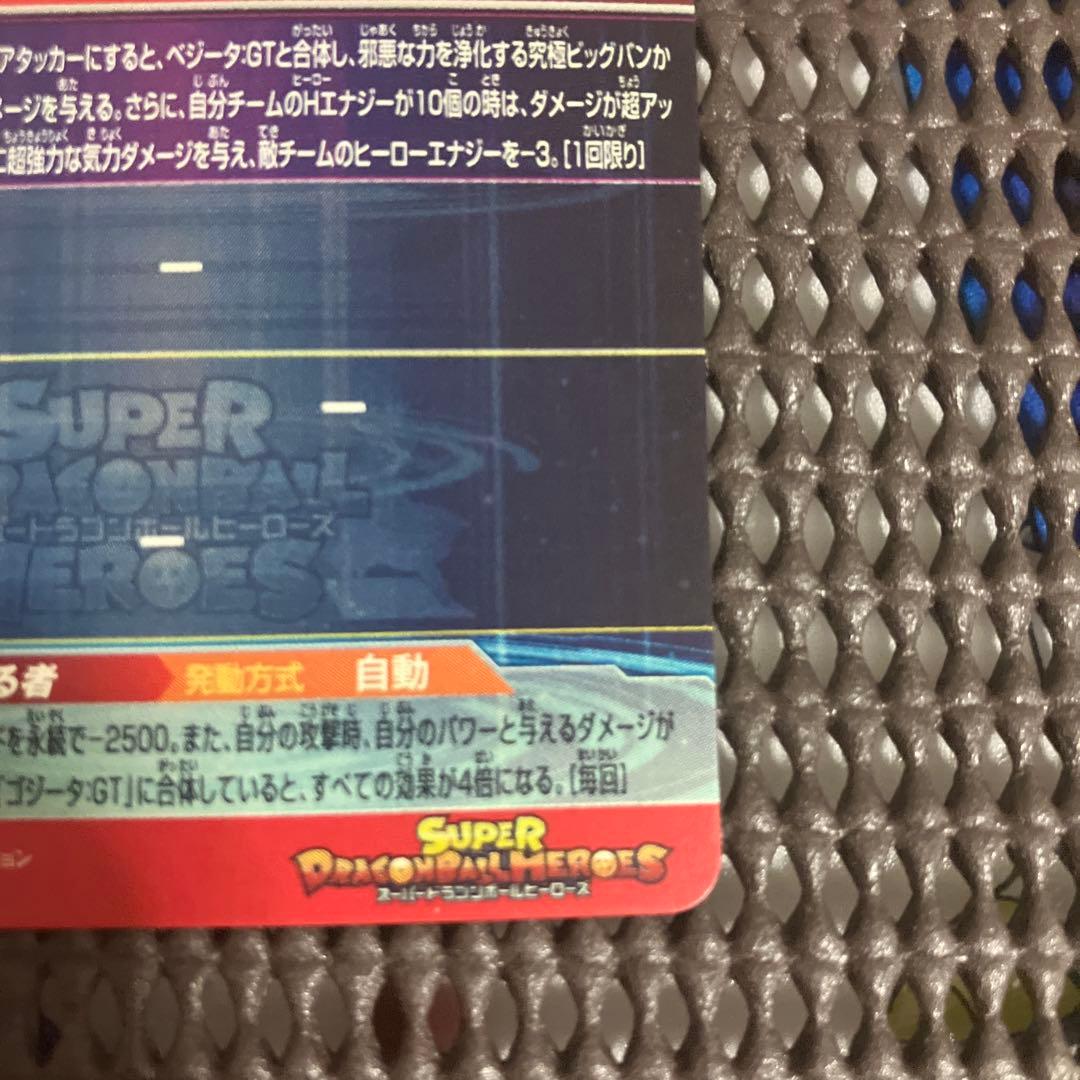 アタッカーにすると、ベジータ:GTと合体し、邪悪な力を浄化する究極ビッグバンか
メージを与える。さらに、自分チームのHエナジーが10個の時は、ダメージが超アッ
に超強力な気力ダメージを与え、敵チームのヒーローエナジーを-3。[1回限り]
SUPER
DRAGONBALL
スーパードラゴンボールヒーローズ
HEROES
る者 発動方式 自動
を永続で-2500。また、自分の攻撃時、自分のパワーと与えるダメージが
「ゴジータ:GT」に合体していると、すべての効果が4倍になる。[毎回]
ョン
SUPER
DRAGONBALL HEROES
スーパードラゴンボールヒーローズ